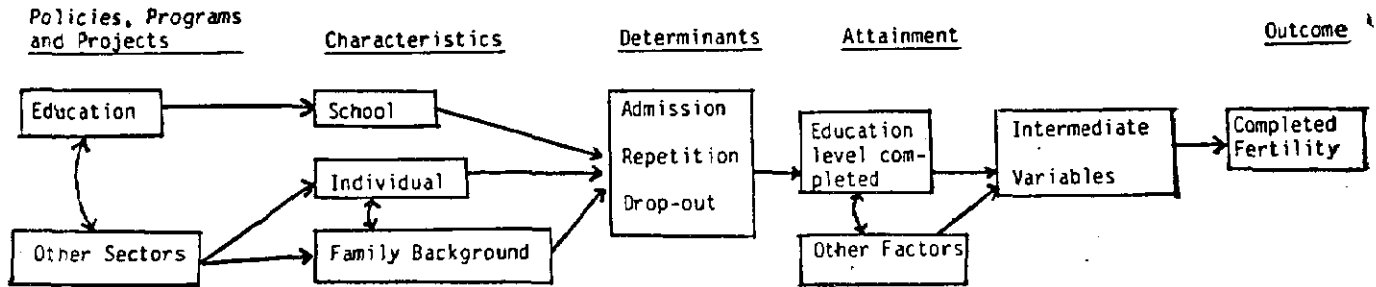 Policies, Programs
and Projects
Characteristics
Determinants
Attainment
Outcome
Education
School
Individual
Other Sectors
Family Background
Admission
Repetition
Drop-out
Education
level com-
pleted
Other Factors
Intermediate
Variables
Completed
Fertility